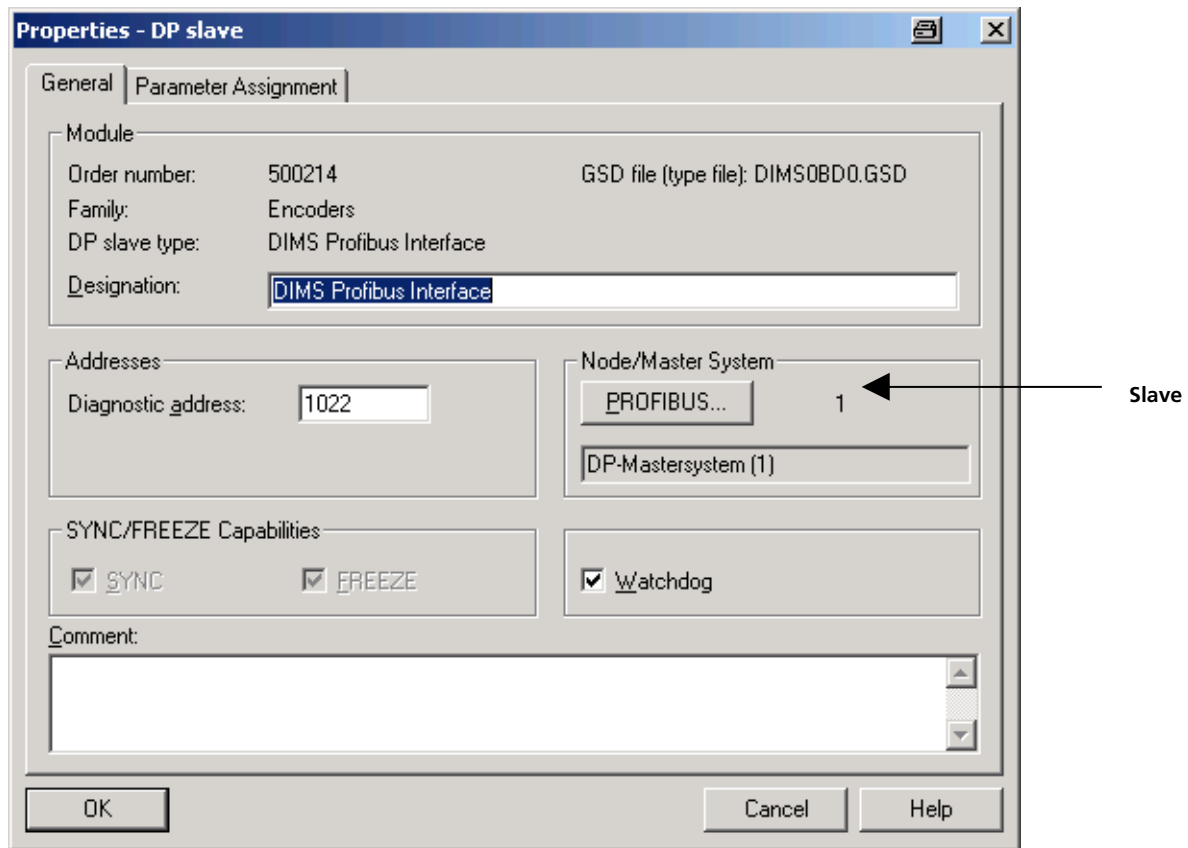 Properties - DP slave
General Parameter Assignment
Module
Order number: 500214 GSD file (type file): DIMS0BD0.GSD
Family: Encoders
DP slave type: DIMS Profibus Interface
Designation: DIMS Profibus Interface
Addresses
Diagnostic address: 1022
Node/Master System
PROFIBUS... 1
Slave
DP-Mastersystem (1)
SYNC/FREEZE Capabilities
SYNC FREEZE
Watchdog
Comment:
OK Cancel Help